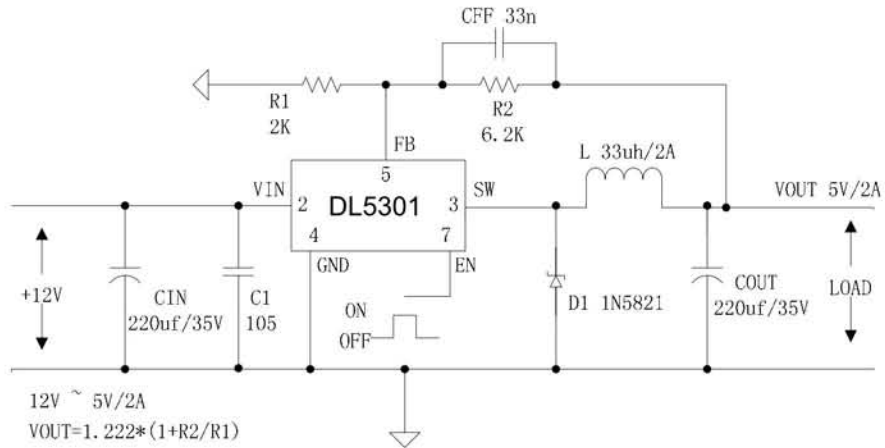 CFF 33n
R1
2K
R2
6.2K
FB
5
L 33uh/2A
VIN
2
DL5301
3
SW
VOUT 5V/2A
4
7
GND
EN
+12V
CIN
220uf/35V
C1
105
ON
OFF
D1 1N5821
COUT
220uf/35V
LOAD
12V ~ 5V/2A
VOUT=1.222*(1+R2/R1)